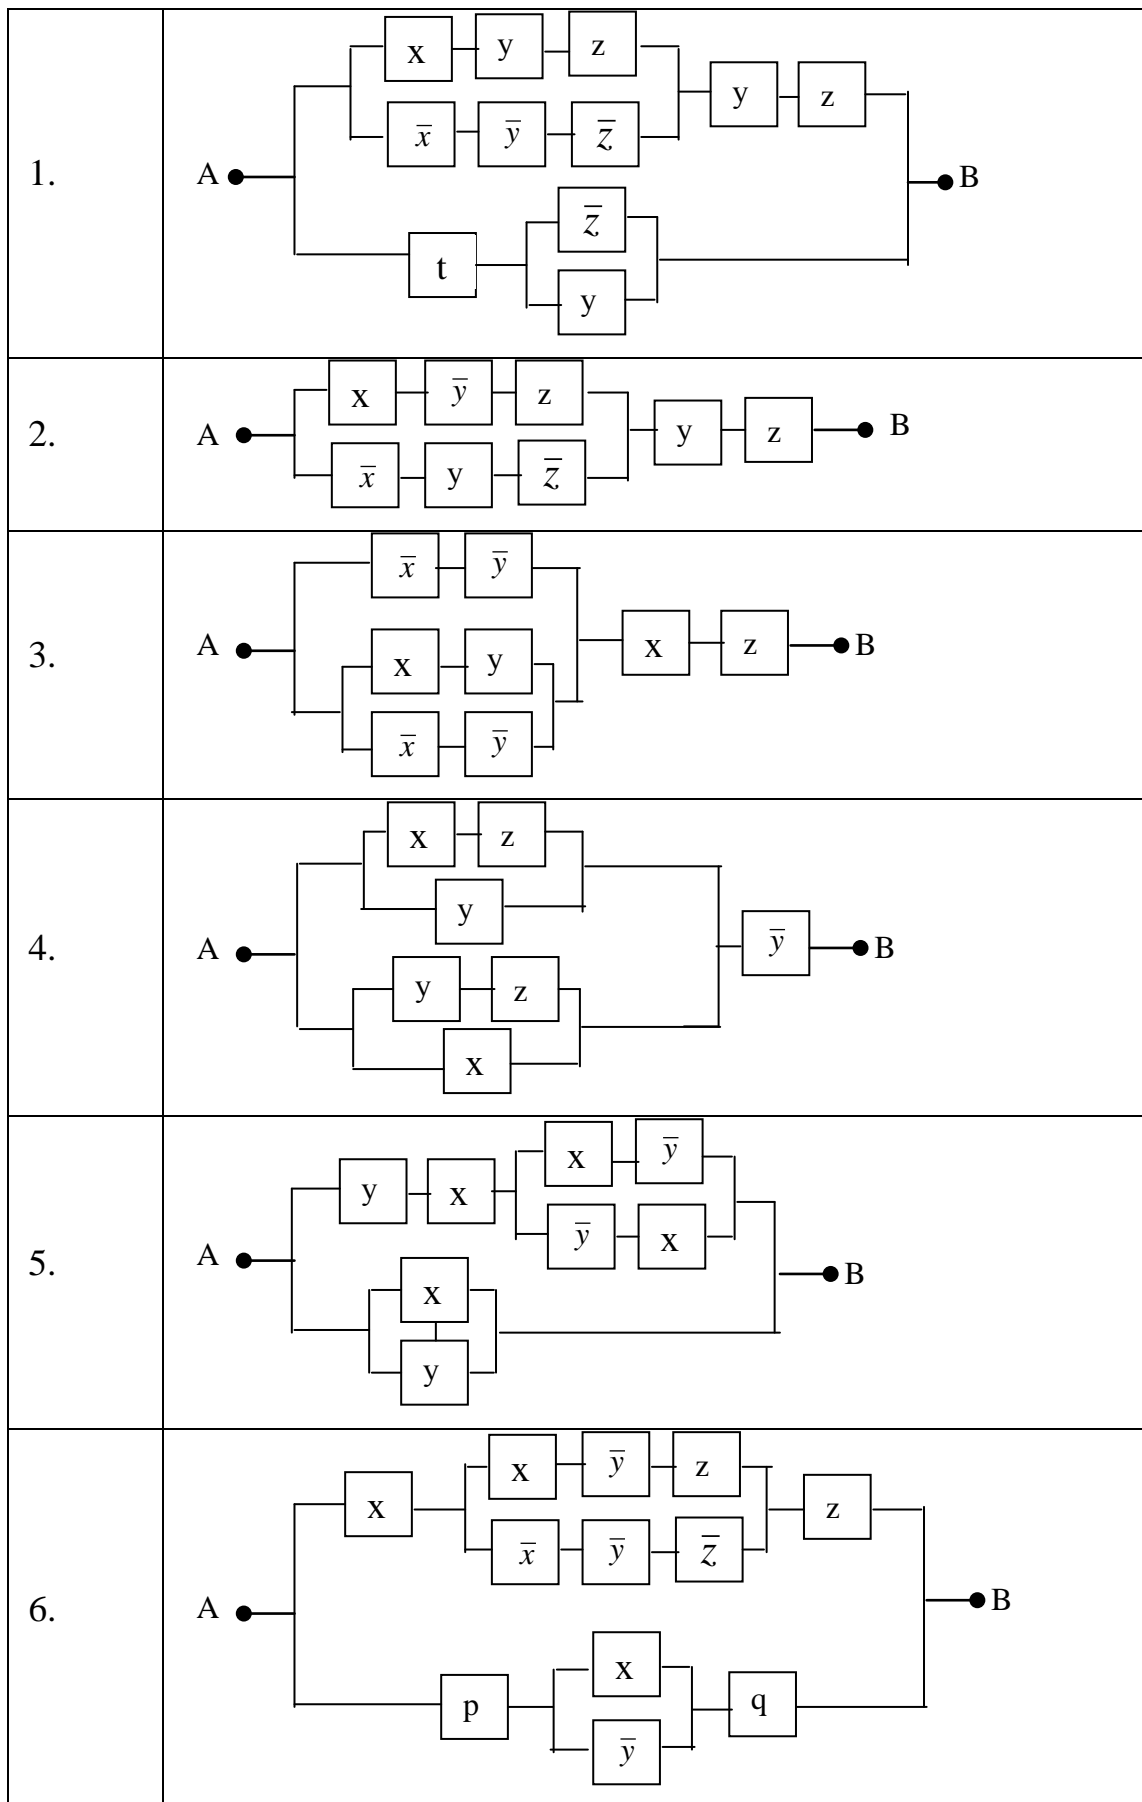 1.
A
x y z
x̅ y̅ z̅
y z
t
z̅
y
B
2.
A
x y̅ z
x̅ y z̅
y z
B
3.
A
x̅ y̅
x y
x̅ y̅
x z
B
4.
A
x z
y
y z
x
y̅
B
5.
A
y x
x y̅
y̅ x
x
y
B
6.
A
x
x y̅ z
x̅ y̅ z̅
z
p
x
y̅
q
B